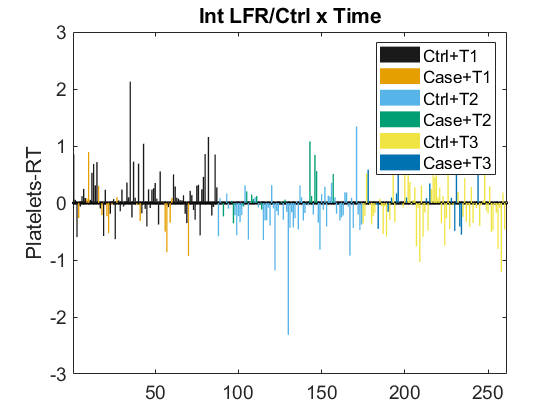 Int LFR/Ctrl x Time
Platelets-RT
3
2
1
0
-1
-2
-3
50
100
150
200
250
Ctrl+T1
Case+T1
Ctrl+T2
Case+T2
Ctrl+T3
Case+T3